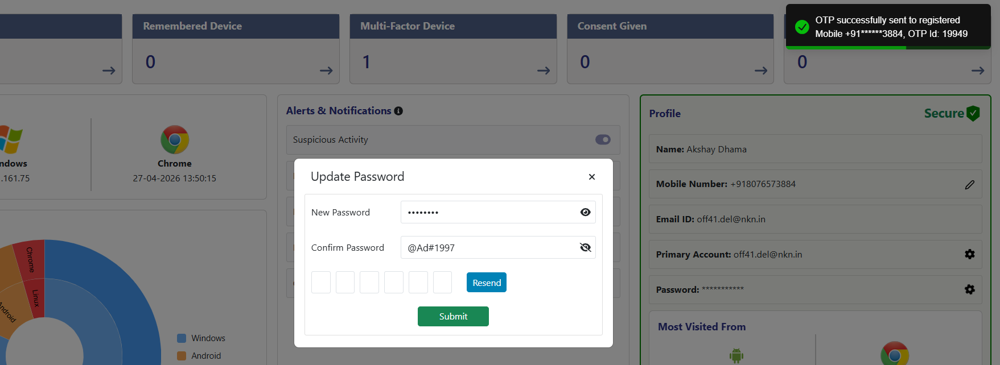 Remembered Device
Multi-Factor Device
Consent Given
OTP successfully sent to registered
Mobile +91******3884, OTP Id: 19949
0
1
0
0
Alerts & Notifications
Profile
Secure
Suspicious Activity
Name: Akshay Dhama
ndows
.161.75
Chrome
27-04-2026 13:50:15
Update Password
Mobile Number: +918076573884
New Password
••••••••
Email ID: off41.del@nkn.in
Confirm Password
@Ad#1997
Primary Account: off41.del@nkn.in
Resend
Password: ***********
Submit
Most Visited From
Chrome
Linux
Android
Windows
Android